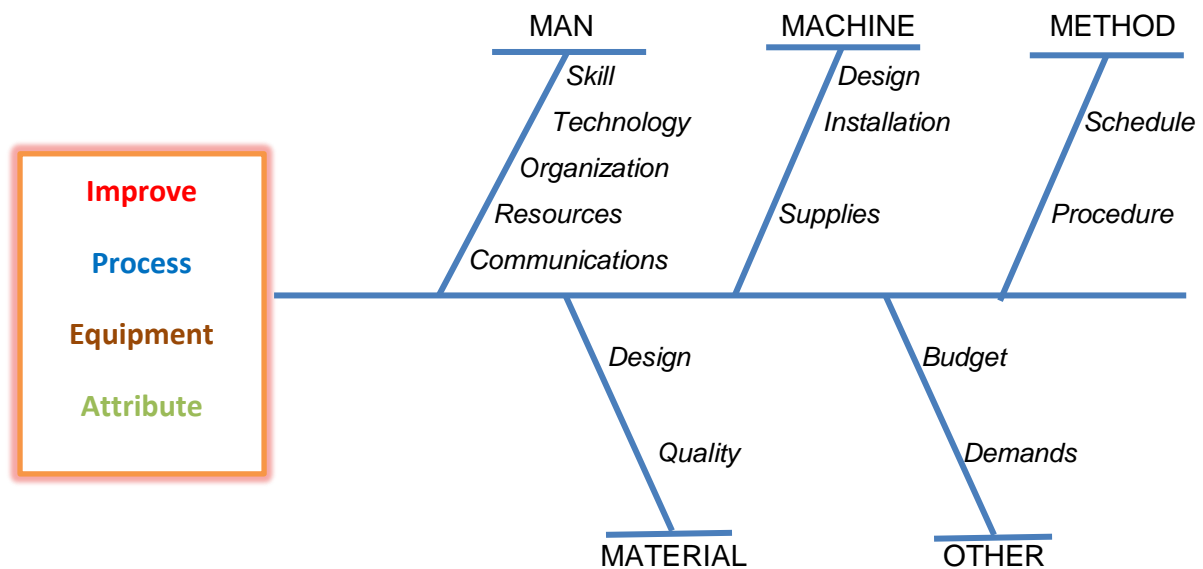 MAN
Skill
Technology
Organization
Resources
Communications
MACHINE
Design
Installation
Supplies
METHOD
Schedule
Procedure
Improve
Process
Equipment
Attribute
Design
Quality
MATERIAL
Budget
Demands
OTHER